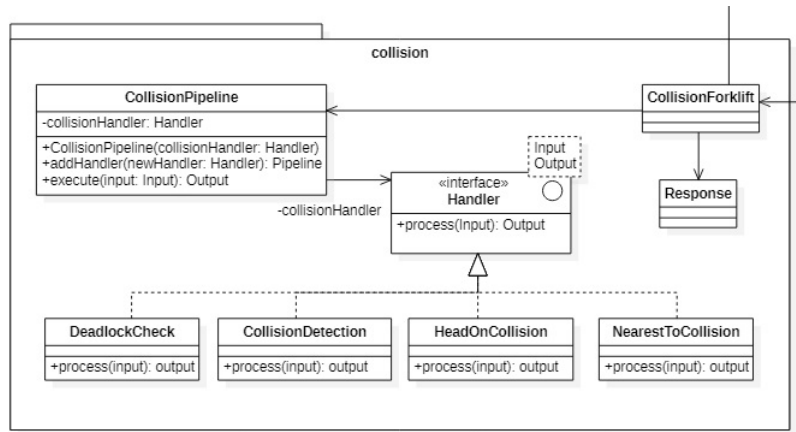 collision
CollisionPipeline
-collisionHandler: Handler
+CollisionPipeline(collisionHandler: Handler)
+addHandler(newHandler: Handler): Pipeline
+execute(input: Input): Output
CollisionForklift
Input
Output
«interface»
Handler
+process(Input): Output
-collisionHandler
Response
DeadlockCheck
+process(input): output
CollisionDetection
+process(input): output
HeadOnCollision
+process(input): output
NearestToCollision
+process(input): output